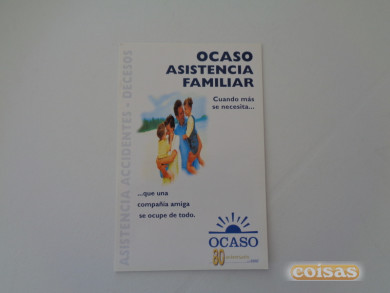 OCASO
ASISTENCIA
FAMILIAR
Cuando más
se necesita...
ASISTENCIA ACCIDENTES • DECESOS
...que una
compañía amiga
se ocupe de todo.
OCASO
80
coisas